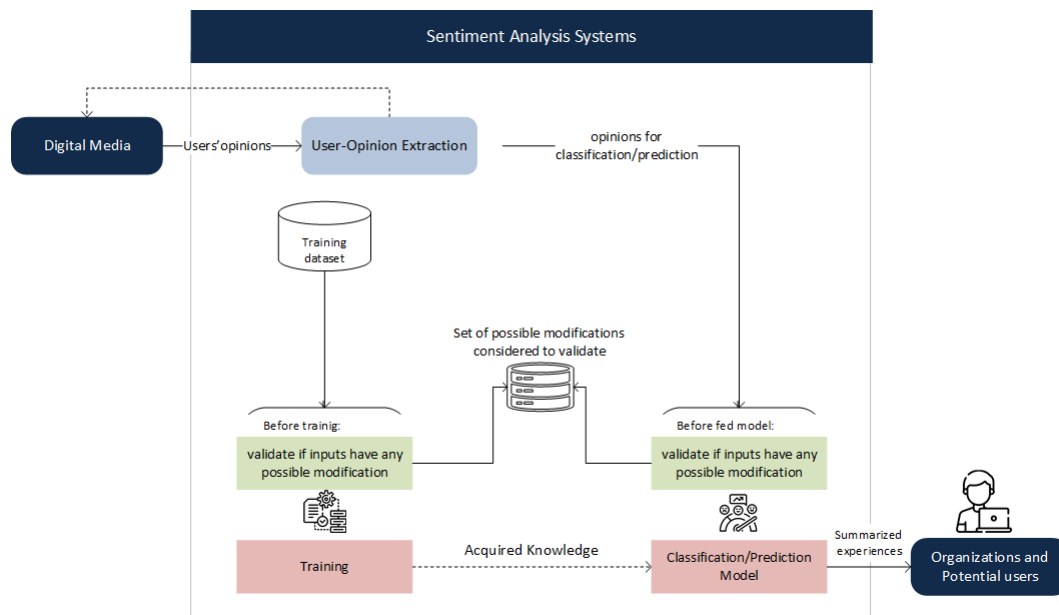 Sentiment Analysis Systems
Digital Media
Users'opinions
User-Opinion Extraction
opinions for
classification/prediction
Training
dataset
Set of possible modifications
considered to validate
Before trainig:
validate if inputs have any
possible modification
Before fed model:
validate if inputs have any
possible modification
Training
Acquired Knowledge
Classification/Prediction
Model
Summarized
experiences
Organizations and
Potential users